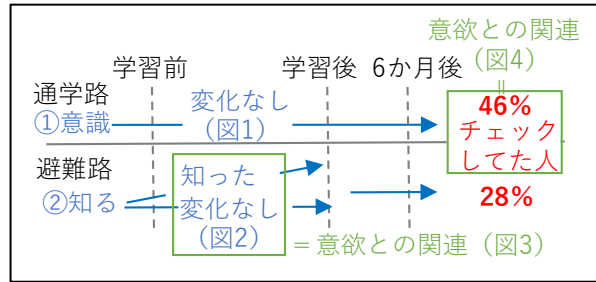 意欲との関連
(図4)
学習前
学習後
6か月後
=
通学路
変化なし
46%
①意識
(図1)
チェック
してた人
避難路
知った
②知る
変化なし
28%
(図2)
=意欲との関連(図3)